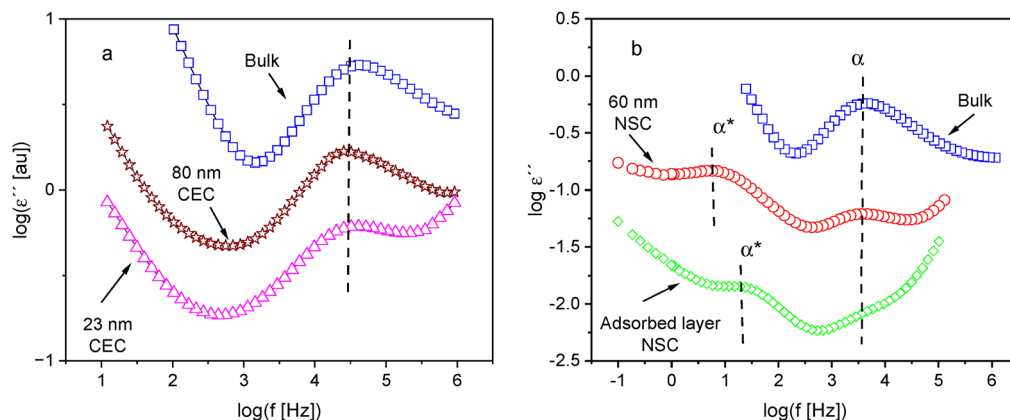 a
Bulk
80 nm
CEC
23 nm
CEC
1
0
−1
1
2
3
4
5
6
log(ε´´ [au])
log(f [Hz])
b
60 nm
NSC
α*
α
Bulk
α*
Adsorbed layer
NSC
0.0
-0.5
-1.0
-1.5
-2.0
-2.5
-1
0
1
2
3
4
5
6
log ε´´
log(f [Hz])